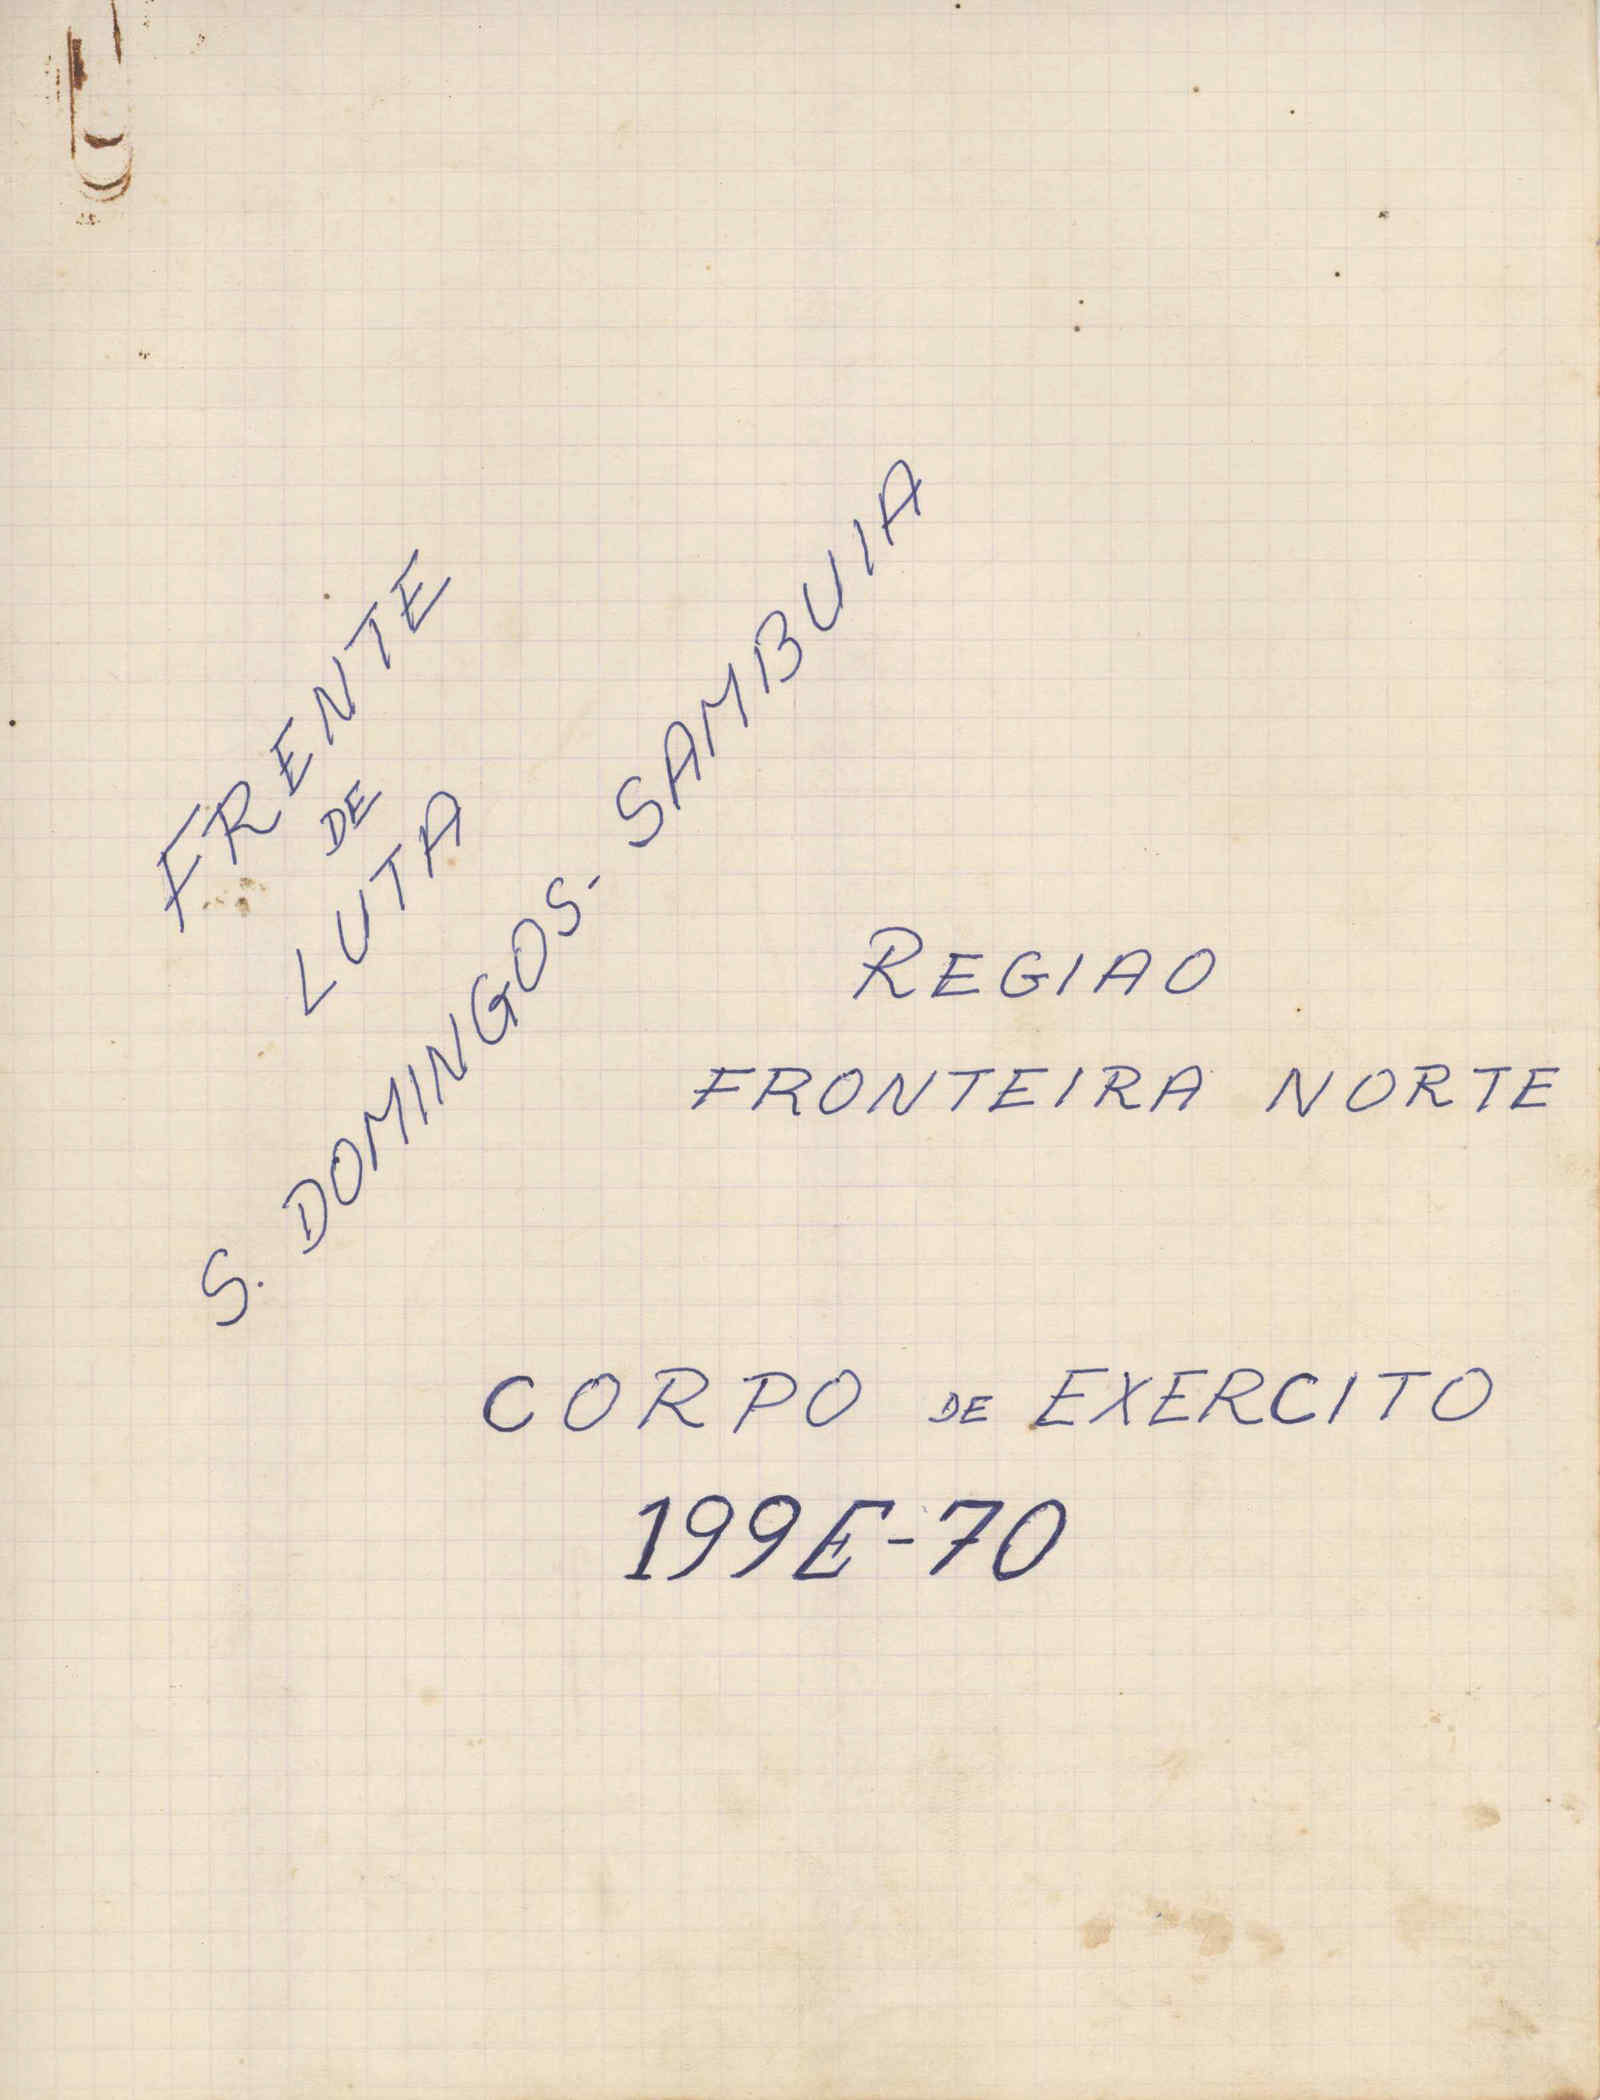 FRENTE
DE
LUTA
S. DOMINGOS - SAMBUIA
REGIAO
FRONTEIRA NORTE
CORPO DE EXERCITO
199E-70